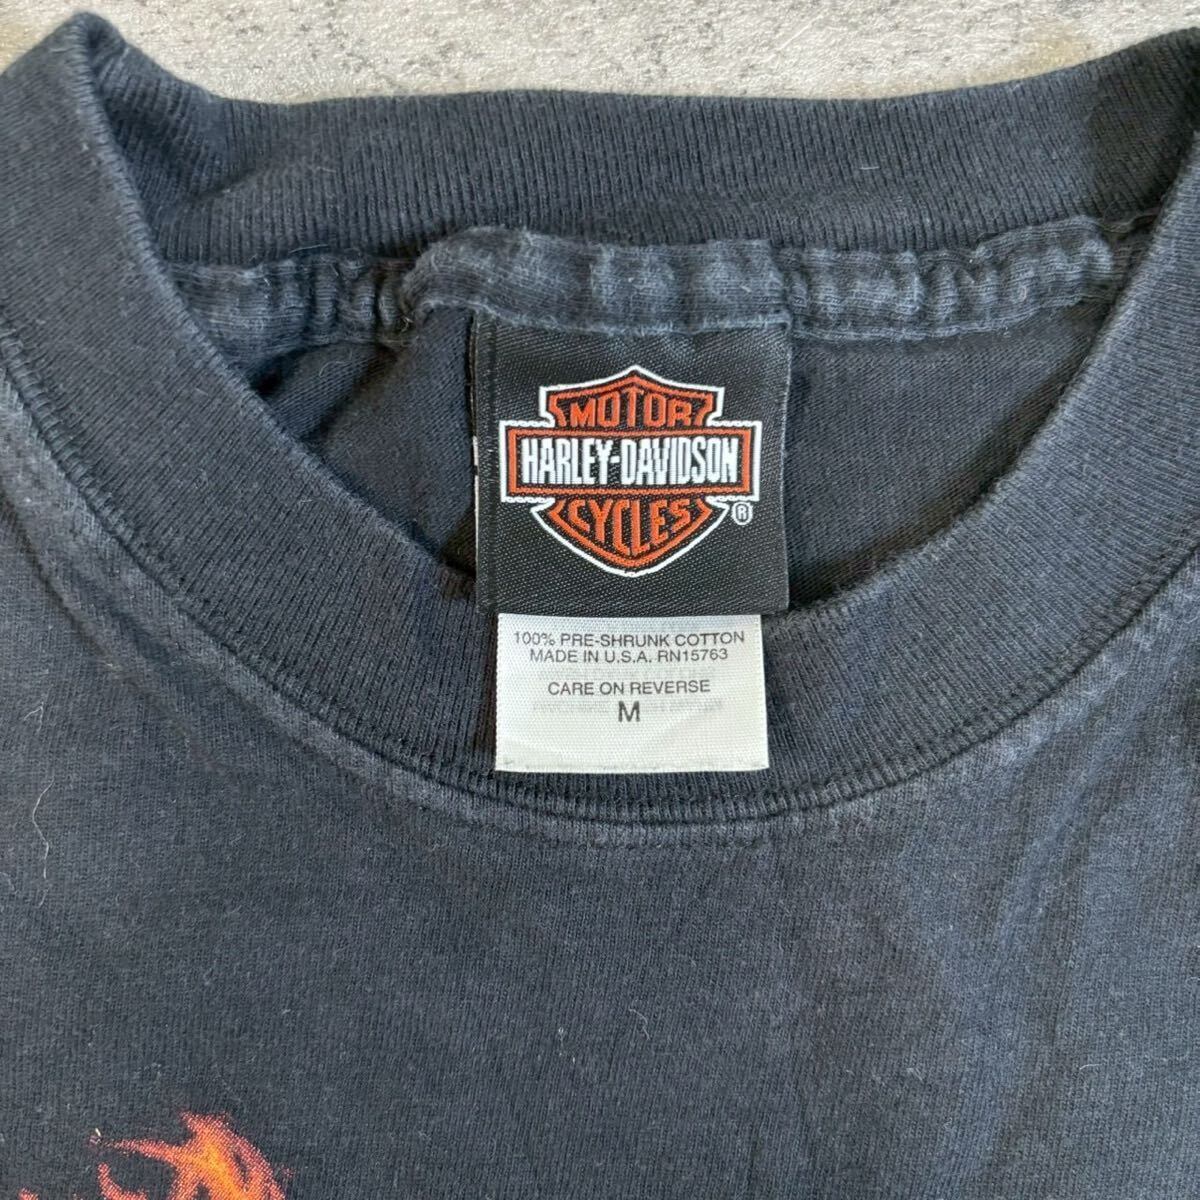 MOTOR
HARLEY-DAVIDSON
CYCLES
®
100% PRE-SHRUNK COTTON
MADE IN U.S.A. RN15763
CARE ON REVERSE
M